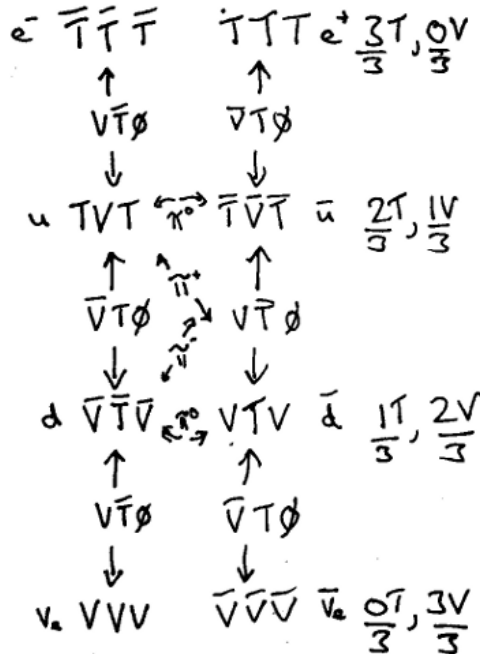 e⁻ T̅ T̅ T̅ TTT e⁺ 3T/3, 0V/3
VT̅ø V̅Tø
u TVT π⁰ T̅V̅T̅ u̅ 2T/3, 1V/3
π⁺
V̅Tø VT̅ø
π⁻
d V̅T̅V̅ π⁰ VTV d̅ 1T/3, 2V/3
VT̅ø V̅Tø
νₑ VVV V̅V̅V̅ ν̅ₑ 0T/3, 3V/3